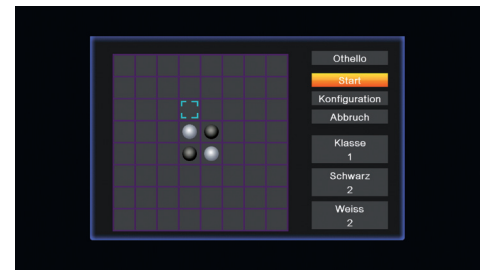 Othello
Start
Konfiguration
Abbruch
Klasse
1
Schwarz
2
Weiss
2